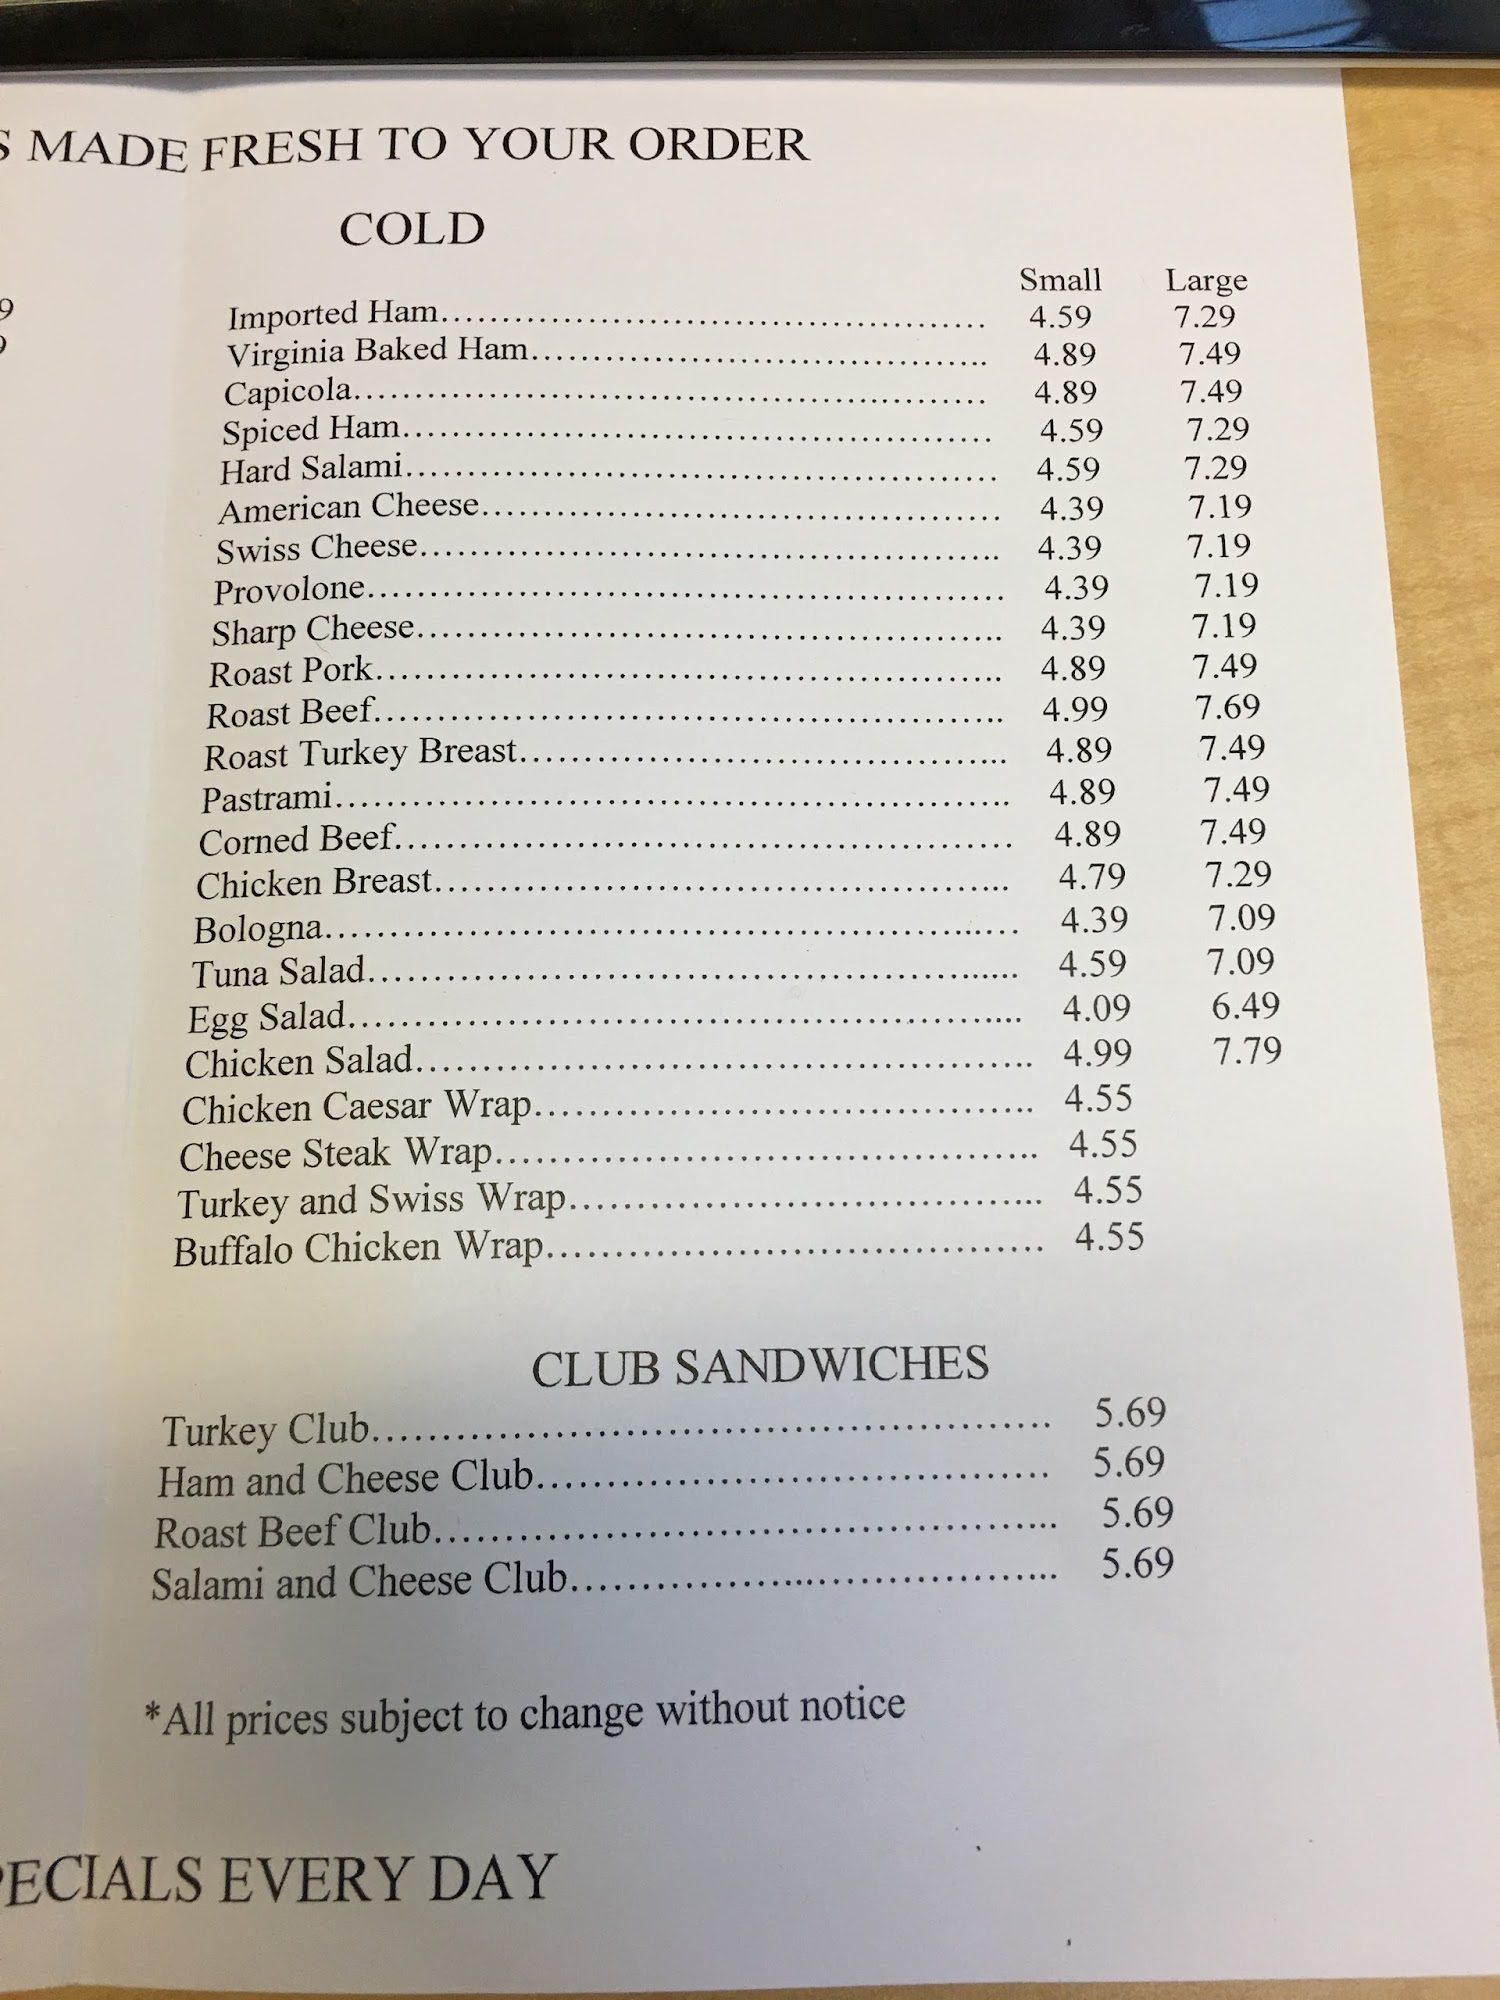 MADE FRESH TO YOUR ORDER
COLD
Small Large
Imported Ham 4.59 7.29
Virginia Baked Ham 4.89 7.49
Capicola 4.89 7.49
Spiced Ham 4.59 7.29
Hard Salami 4.59 7.29
American Cheese 4.39 7.19
Swiss Cheese 4.39 7.19
Provolone 4.39 7.19
Sharp Cheese 4.39 7.19
Roast Pork 4.89 7.49
Roast Beef 4.99 7.69
Roast Turkey Breast 4.89 7.49
Pastrami 4.89 7.49
Corned Beef 4.89 7.49
Chicken Breast 4.79 7.29
Bologna 4.39 7.09
Tuna Salad 4.59 7.09
Egg Salad 4.09 6.49
Chicken Salad 4.99 7.79
Chicken Caesar Wrap 4.55
Cheese Steak Wrap 4.55
Turkey and Swiss Wrap 4.55
Buffalo Chicken Wrap 4.55
CLUB SANDWICHES
Turkey Club 5.69
Ham and Cheese Club 5.69
Roast Beef Club 5.69
Salami and Cheese Club 5.69
*All prices subject to change without notice
PECIALS EVERY DAY